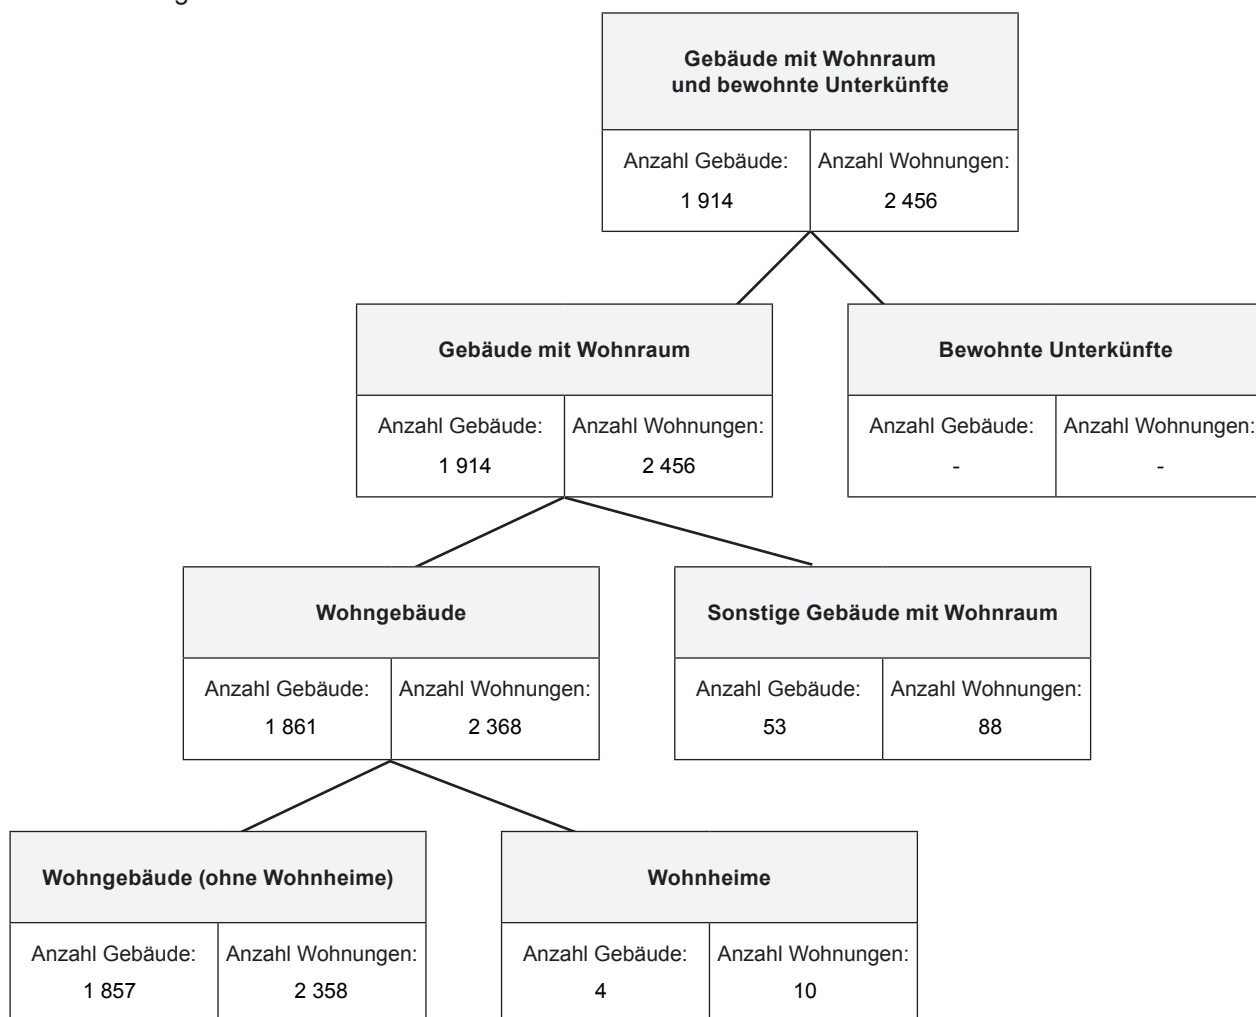 Gebäude mit Wohnraum
und bewohnte Unterkünfte
Anzahl Gebäude:
Anzahl Wohnungen:
1 914
2 456
Gebäude mit Wohnraum
Anzahl Gebäude:
Anzahl Wohnungen:
1 914
2 456
Bewohnte Unterkünfte
Anzahl Gebäude:
Anzahl Wohnungen:
-
-
Wohngebäude
Anzahl Gebäude:
Anzahl Wohnungen:
1 861
2 368
Sonstige Gebäude mit Wohnraum
Anzahl Gebäude:
Anzahl Wohnungen:
53
88
Wohngebäude (ohne Wohnheime)
Anzahl Gebäude:
Anzahl Wohnungen:
1 857
2 358
Wohnheime
Anzahl Gebäude:
Anzahl Wohnungen:
4
10